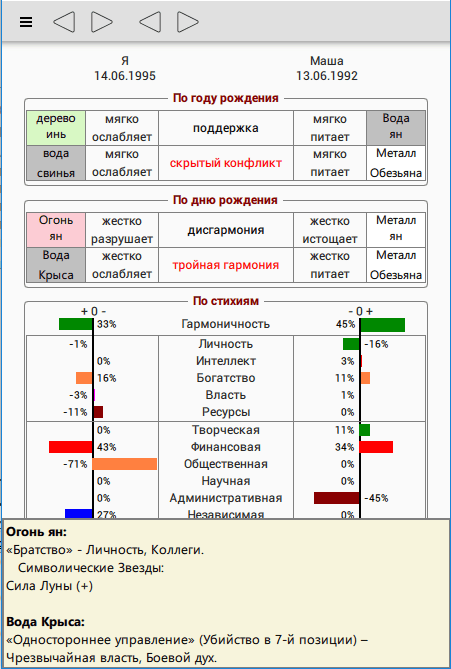 Я Маша
14.06.1995 13.06.1992
По году рождения
дерево мягко поддержка мягко Вода
инь ослабляет питает ян
вода мягко скрытый конфликт мягко Металл
свинья ослабляет питает Обезьяна
По дню рождения
Огонь жестко дисгармония жестко Металл
ян разрушает истощает ян
Вода жестко тройная гармония жестко Металл
Крыса ослабляет питает Обезьяна
По стихиям
+ 0 - - 0 +
33% Гармоничность 45%
-1% Личность -16%
0% Интеллект 3%
16% Богатство 11%
-3% Власть 1%
-11% Ресурсы 0%
0% Творческая 11%
43% Финансовая 34%
-71% Общественная 0%
0% Научная 0%
0% Административная -45%
27% Независимая 0%
Огонь ян:
«Братство» - Личность, Коллеги.
Символические Звезды:
Сила Луны (+)
Вода Крыса:
«Одностороннее управление» (Убийство в 7-й позиции) –
Чрезвычайная власть, Боевой дух.